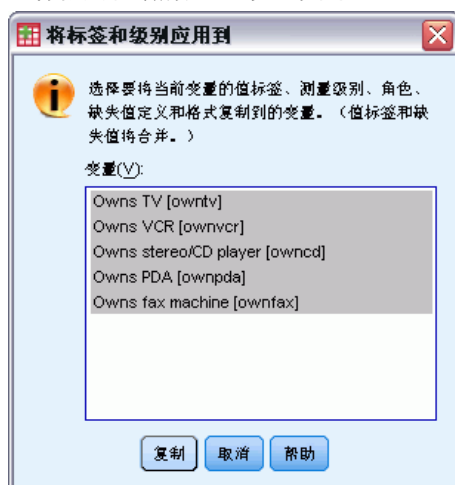 将标签和级别应用到
选择要将当前变量的值标签、测量级别、角色、
缺失值定义和格式复制到的变量。（值标签和缺
失值将合并。）
变量(V):
Owns TV [owntv]
Owns VCR [ownvcr]
Owns stereo/CD player [owncd]
Owns PDA [ownpda]
Owns fax machine [ownfax]
复制 取消 帮助